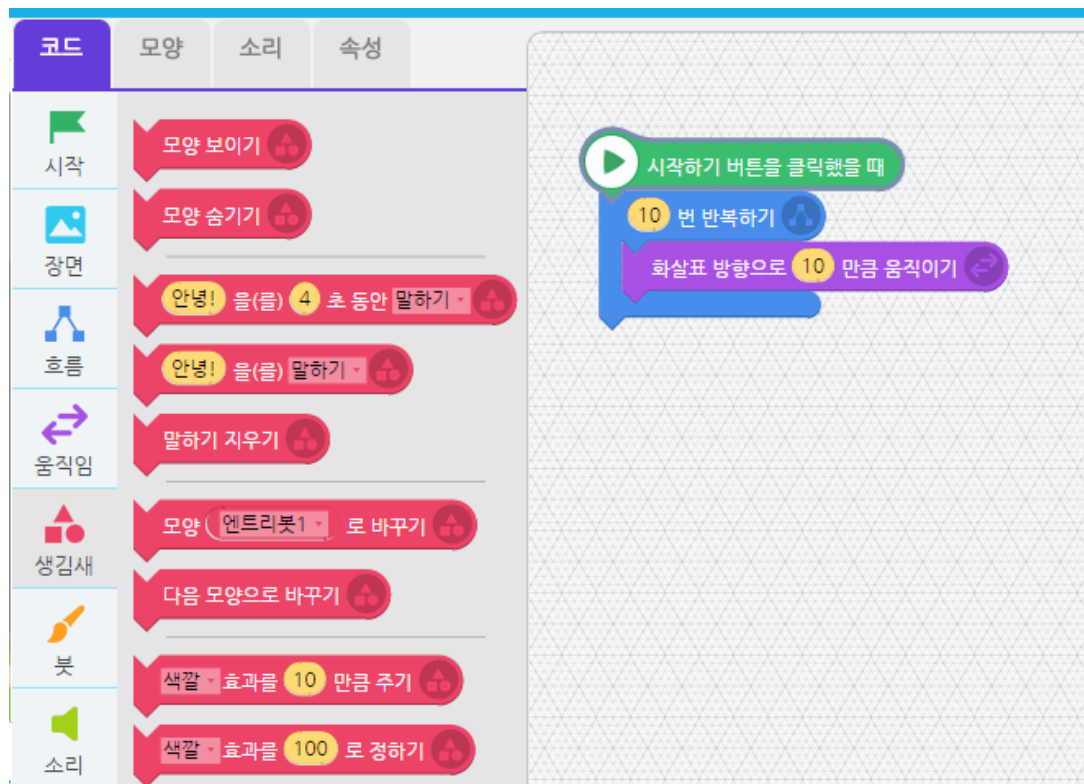 코드 모양 소리 속성
시작
장면
흐름
움직임
생김새
붓
소리
모양 보이기
모양 숨기기
안녕! 을(를) 4 초 동안 말하기
안녕! 을(를) 말하기
말하기 지우기
모양 엔트리봇1 로 바꾸기
다음 모양으로 바꾸기
색깔 효과를 10 만큼 주기
색깔 효과를 100 로 정하기
시작하기 버튼을 클릭했을 때
10 번 반복하기
화살표 방향으로 10 만큼 움직이기